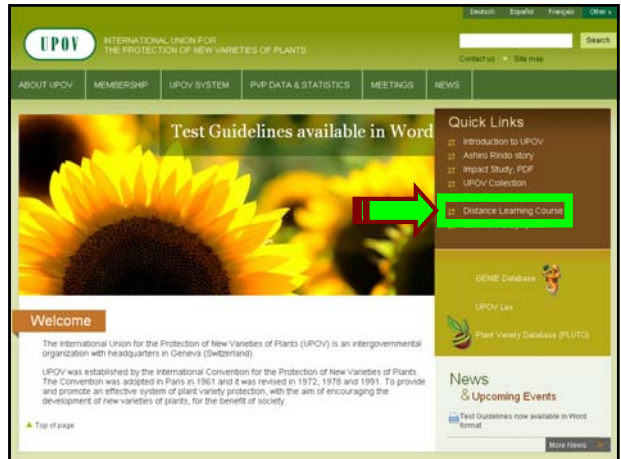 Deutsch Español Français Other »
UPOV
INTERNATIONAL UNION FOR
THE PROTECTION OF NEW VARIETIES OF PLANTS
Search
Contact us Site map
ABOUT UPOV MEMBERSHIP UPOV SYSTEM PVP DATA & STATISTICS MEETINGS NEWS
Test Guidelines available in Word
Quick Links
Introduction to UPOV
Ashiro Rindo story
Impact Study, PDF
UPOV Collection
Distance Learning Course
GENIE Database
UPOV Lex
Plant Variety Database (PLUTO)
Welcome
The International Union for the Protection of New Varieties of Plants (UPOV) is an intergovernmental
organization with headquarters in Geneva (Switzerland).
UPOV was established by the International Convention for the Protection of New Varieties of Plants.
The Convention was adopted in Paris in 1961 and it was revised in 1972, 1978 and 1991. To provide
and promote an effective system of plant variety protection, with the aim of encouraging the
development of new varieties of plants, for the benefit of society.
Top of page
News
& Upcoming Events
Test Guidelines now available in Word
format
More News